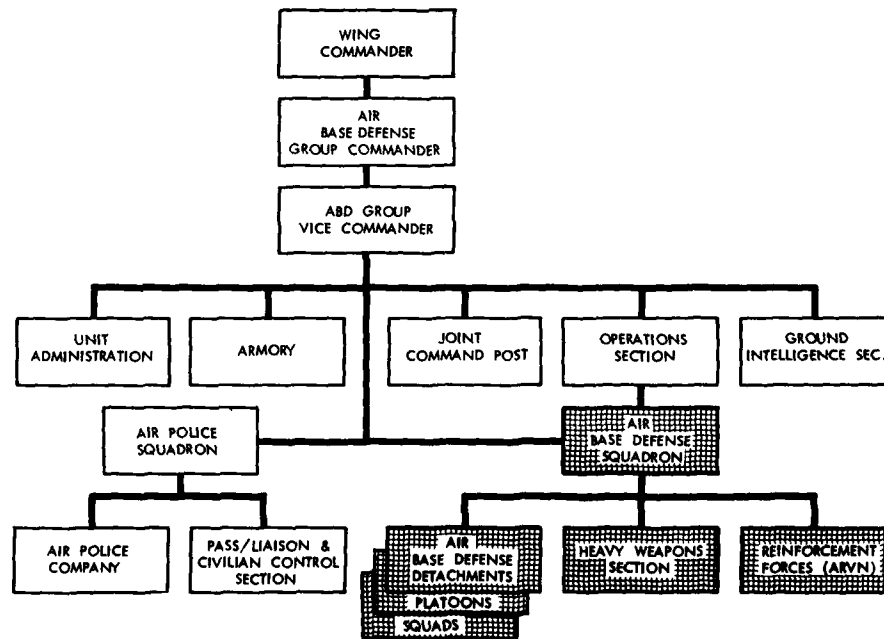 WING
COMMANDER
AIR
BASE DEFENSE
GROUP COMMANDER
ABD GROUP
VICE COMMANDER
UNIT
ADMINISTRATION
ARMORY
JOINT
COMMAND POST
OPERATIONS
SECTION
GROUND
INTELLIGENCE SEC.
AIR POLICE
SQUADRON
AIR
BASE DEFENSE
SQUADRON
AIR POLICE
COMPANY
PASS/LIAISON &
CIVILIAN CONTROL
SECTION
AIR
BASE DEFENSE
DETACHMENTS
PLATOONS
SQUADS
HEAVY WEAPONS
SECTION
REINFORCEMENT
FORCES (ARVN)